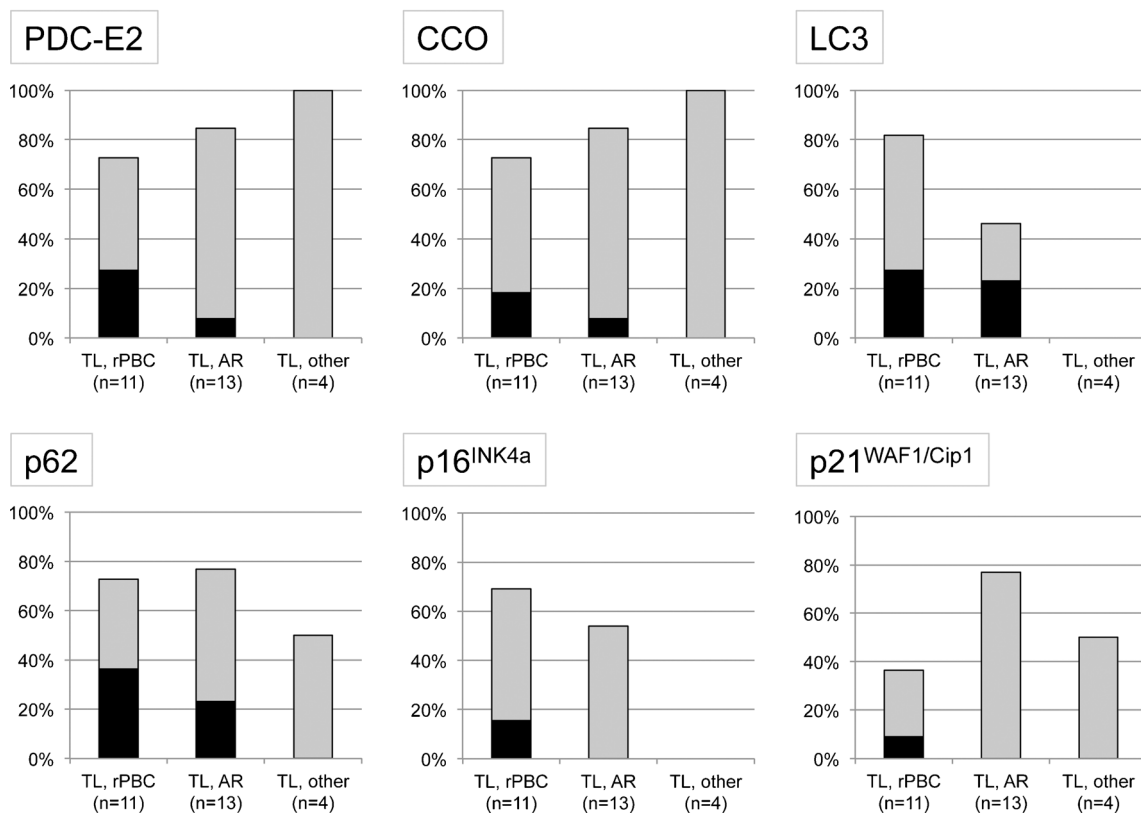 PDC-E2
100%
80%
60%
40%
20%
0%
TL, rPBC
(n=11)
TL, AR
(n=13)
TL, other
(n=4)
CCO
100%
80%
60%
40%
20%
0%
TL, rPBC
(n=11)
TL, AR
(n=13)
TL, other
(n=4)
LC3
100%
80%
60%
40%
20%
0%
TL, rPBC
(n=11)
TL, AR
(n=13)
TL, other
(n=4)
p62
100%
80%
60%
40%
20%
0%
TL, rPBC
(n=11)
TL, AR
(n=13)
TL, other
(n=4)
p16INK4a
100%
80%
60%
40%
20%
0%
TL, rPBC
(n=11)
TL, AR
(n=13)
TL, other
(n=4)
p21WAF1/Cip1
100%
80%
60%
40%
20%
0%
TL, rPBC
(n=11)
TL, AR
(n=13)
TL, other
(n=4)